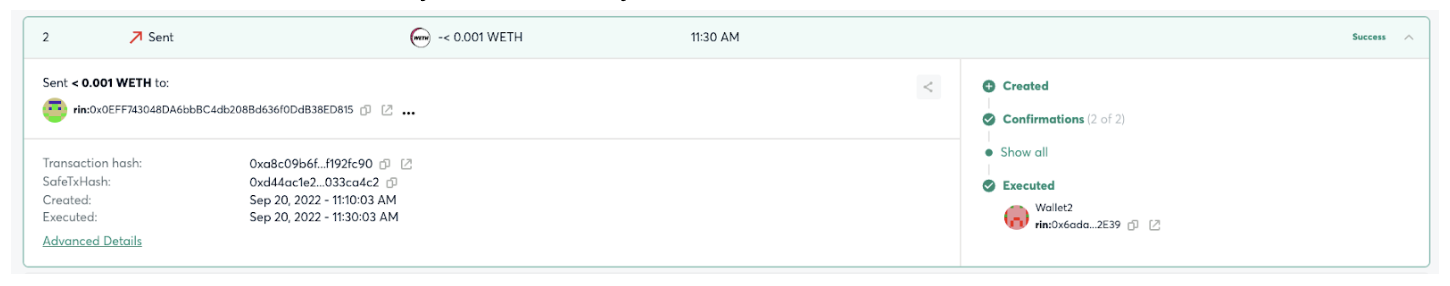 2 Sent WETH -< 0.001 WETH 11:30 AM Success
Sent < 0.001 WETH to:
rin:0x0EFF743048DA6bbBC4db208Bd636f0DdB38ED815 ...
Transaction hash: 0xa8c09b6f...f192fc90
SafeTxHash: 0xd44ac1e2...033ca4c2
Created: Sep 20, 2022 - 11:10:03 AM
Executed: Sep 20, 2022 - 11:30:03 AM
Advanced Details
Created
Confirmations (2 of 2)
Show all
Executed
Wallet2
rin:0x6ada...2E39